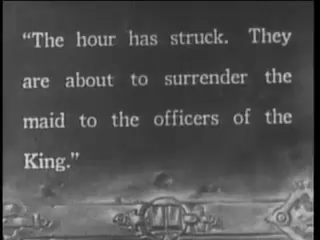 “The hour has struck. They
are about to surrender the
maid to the officers of the
King.”